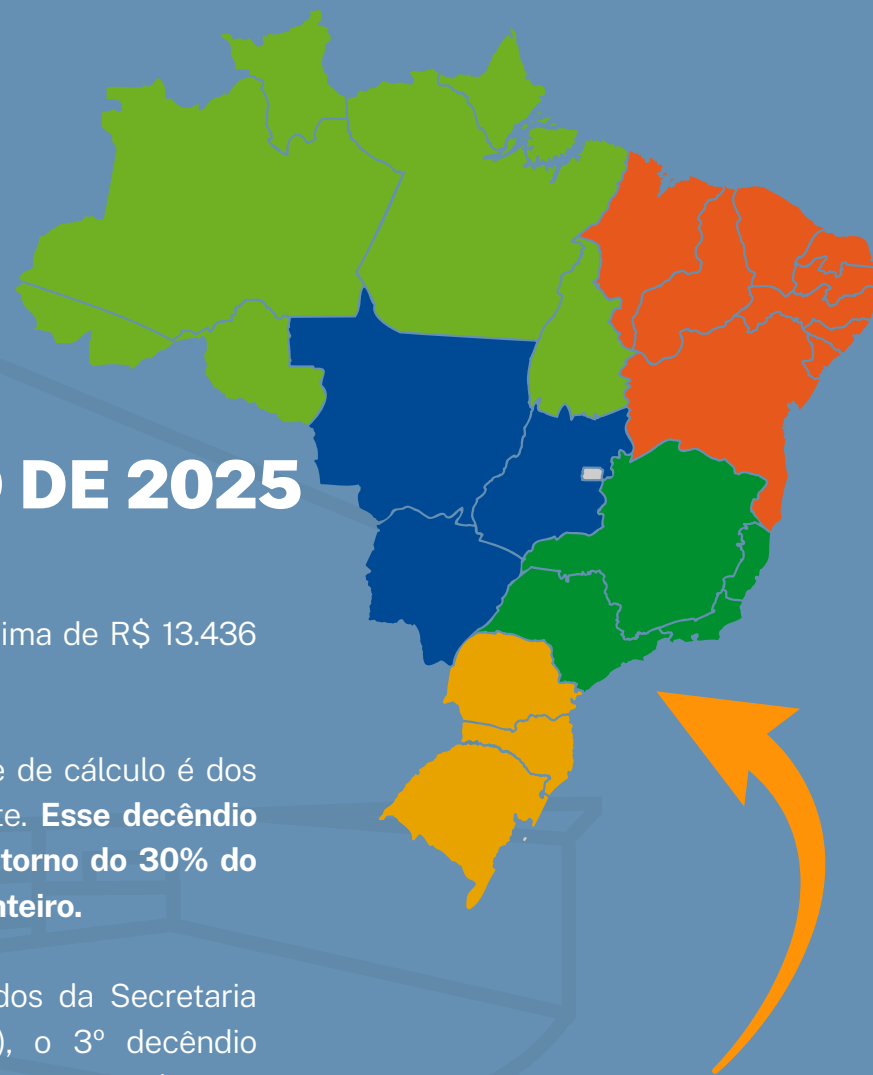 DE 2025
ima de R$ 13.436
e de cálculo é dos
te. Esse decêndio
torno do 30% do
nteiro.
dos da Secretaria
), o 3º decêndio